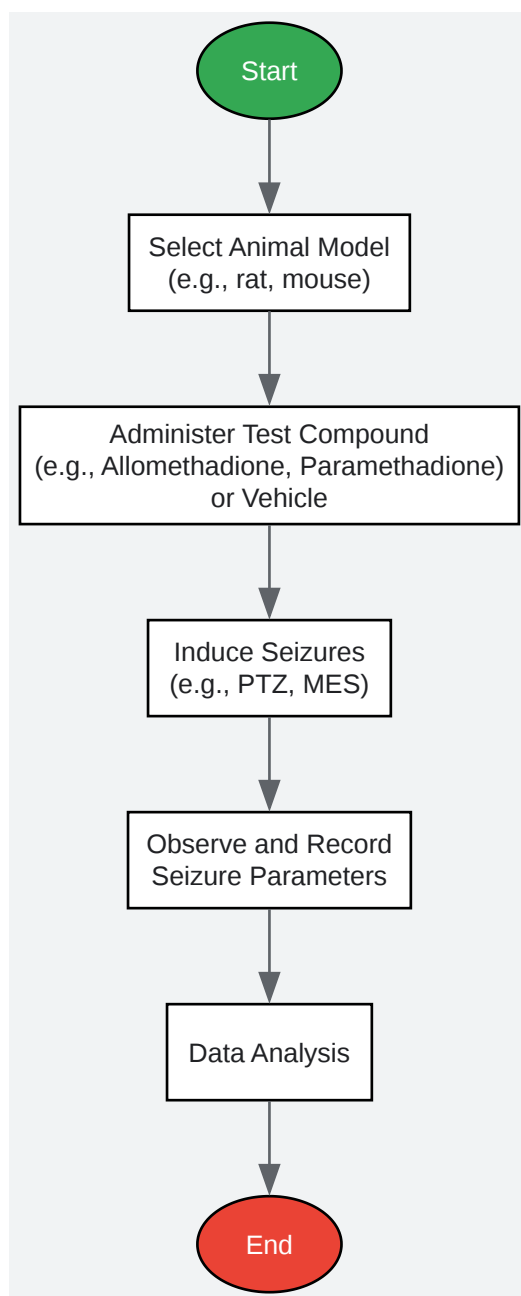 Start
Select Animal Model
(e.g., rat, mouse)
Administer Test Compound
(e.g., Allomethadione, Paramethadione)
or Vehicle
Induce Seizures
(e.g., PTZ, MES)
Observe and Record
Seizure Parameters
Data Analysis
End